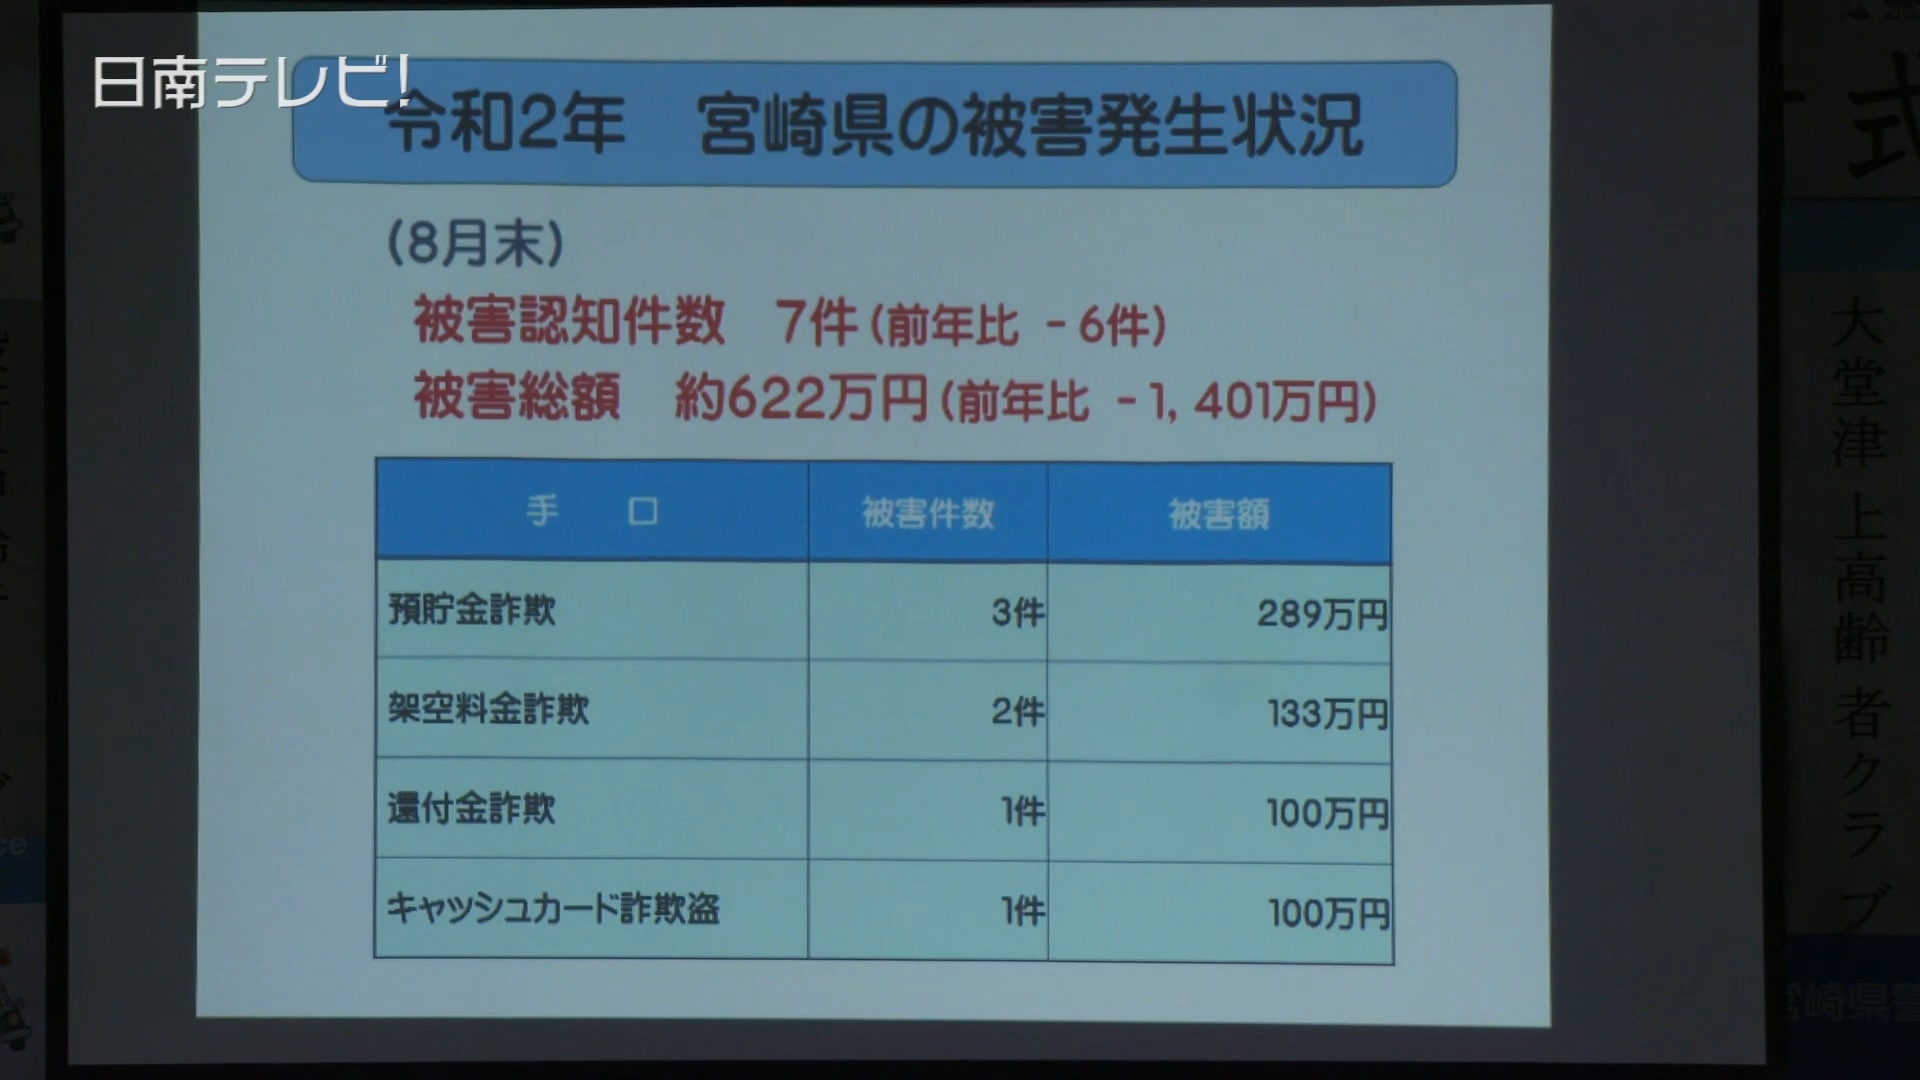 日南テレビ!
令和2年　宮崎県の被害発生状況
(8月末)
被害認知件数　7件(前年比 －6件)
被害総額　約622万円(前年比 －1,401万円)
手　口　被害件数　被害額
預貯金詐欺　3件　289万円
架空料金詐欺　2件　133万円
還付金詐欺　1件　100万円
キャッシュカード詐欺盗　1件　100万円
式
大堂津上高齢者クラブ
宮崎県警